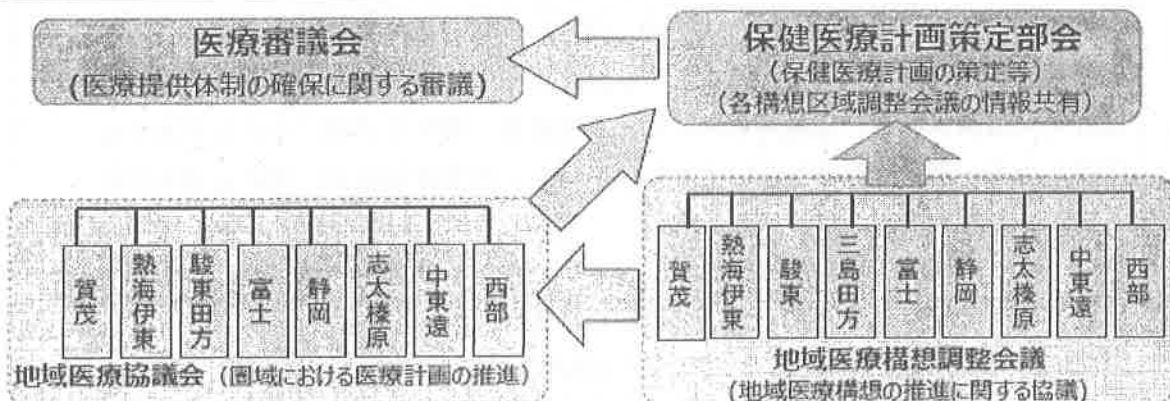 医療審議会
(医療提供体制の確保に関する審議)
保健医療計画策定部会
(保健医療計画の策定等)
(各構想区域調整会議の情報共有)
賀茂
熱海伊東
駿東田方
富士
静岡
志太榛原
中東遠
西部
地域医療協議会 (圏域における医療計画の推進)
賀茂
熱海伊東
駿東
三島田方
富士
静岡
志太榛原
中東遠
西部
地域医療構想調整会議
(地域医療構想の推進に関する協議)